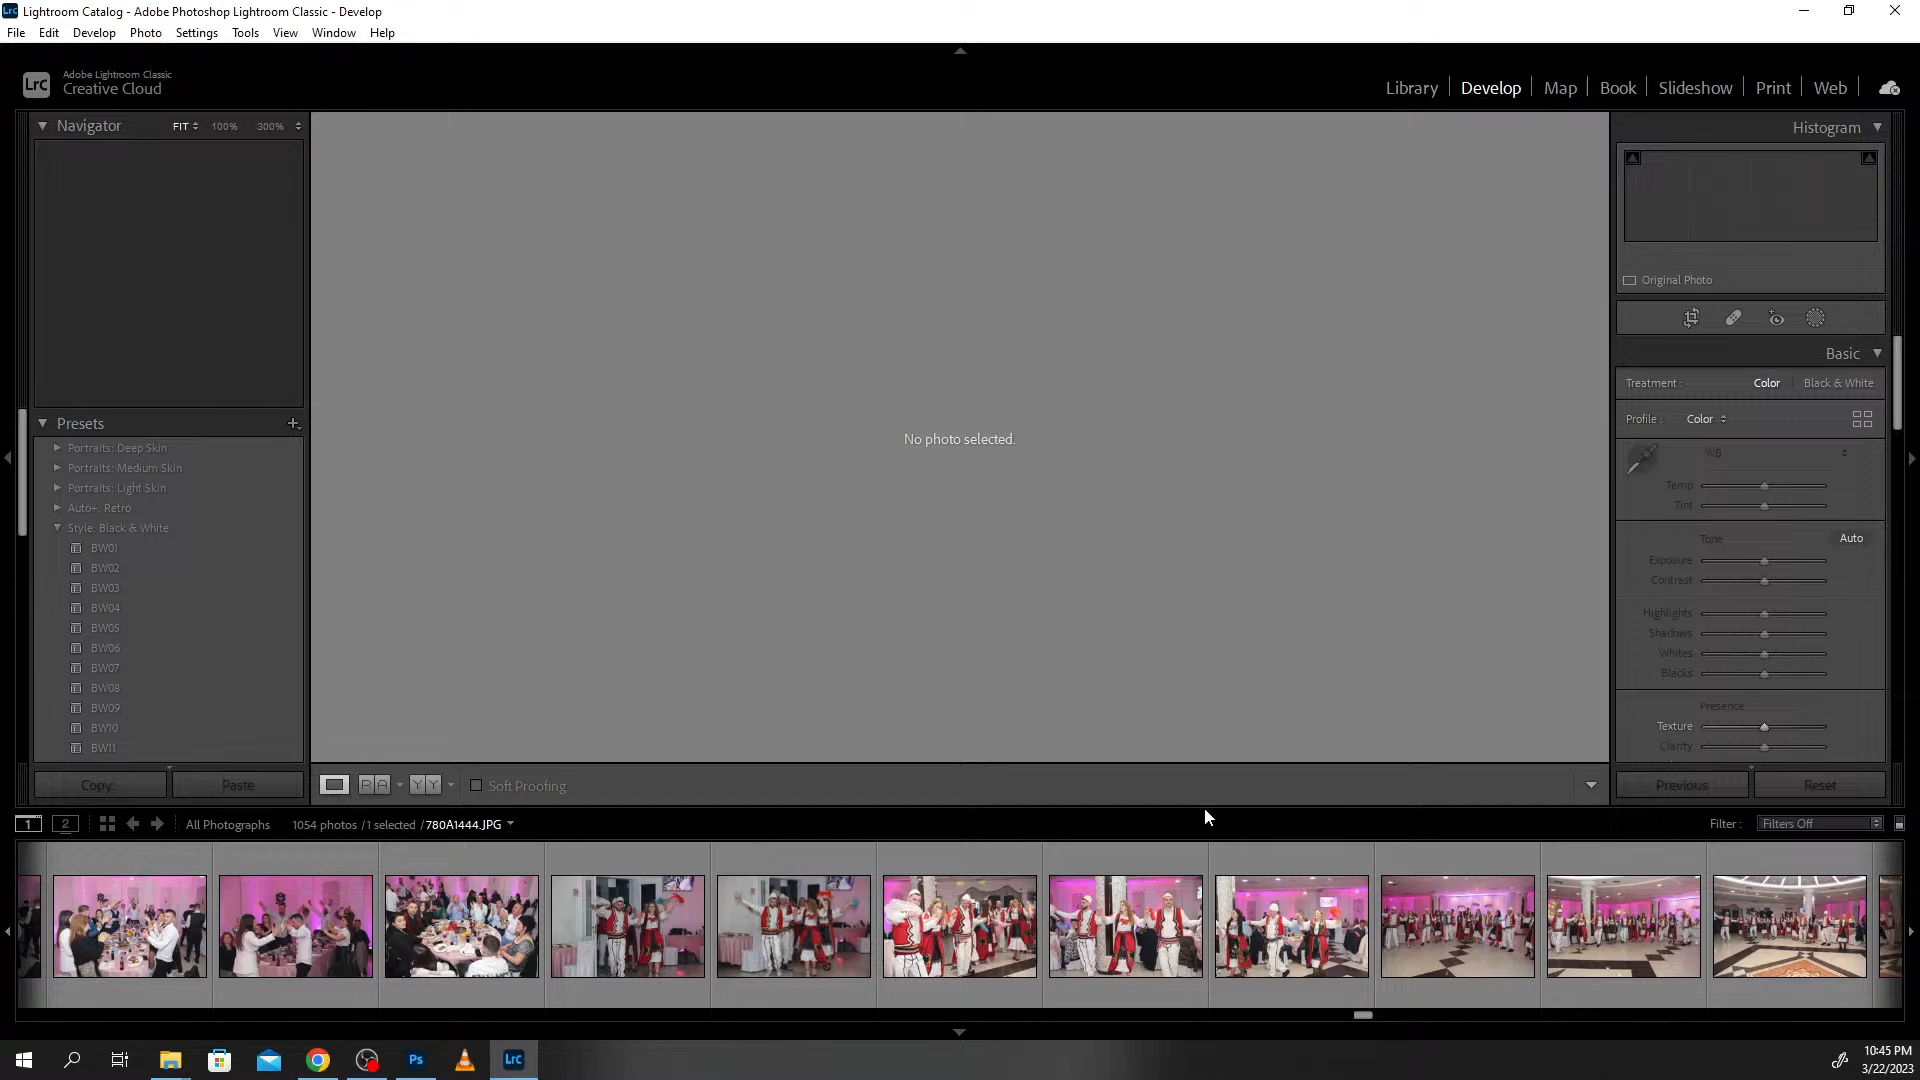 Lrc Lightroom Catalog - Adobe Photoshop Lightroom Classic - Develop
File Edit Develop Photo Settings Tools View Window Help
LrC
Adobe Lightroom Classic
Creative Cloud
Library Develop Map Book Slideshow Print Web
Navigator FIT 100% 300%
Histogram
Original Photo
Basic
Treatment : Color Black & White
Profile : Color
WB
Temp
Tint
Tone Auto
Exposure
Contrast
Highlights
Shadows
Whites
Blacks
Presence
Texture
Clarity
Previous Reset
No photo selected.
Presets
Portraits: Deep Skin
Portraits: Medium Skin
Portraits: Light Skin
Auto+: Retro
Style: Black & White
BW01
BW02
BW03
BW04
BW05
BW06
BW07
BW08
BW09
BW10
BW11
Copy... Paste
R A Y Y Soft Proofing
1 2 All Photographs 1054 photos / 1 selected / 780A1444.JPG Filter : Filters Off
Ps LrC
10:45 PM
3/22/2023